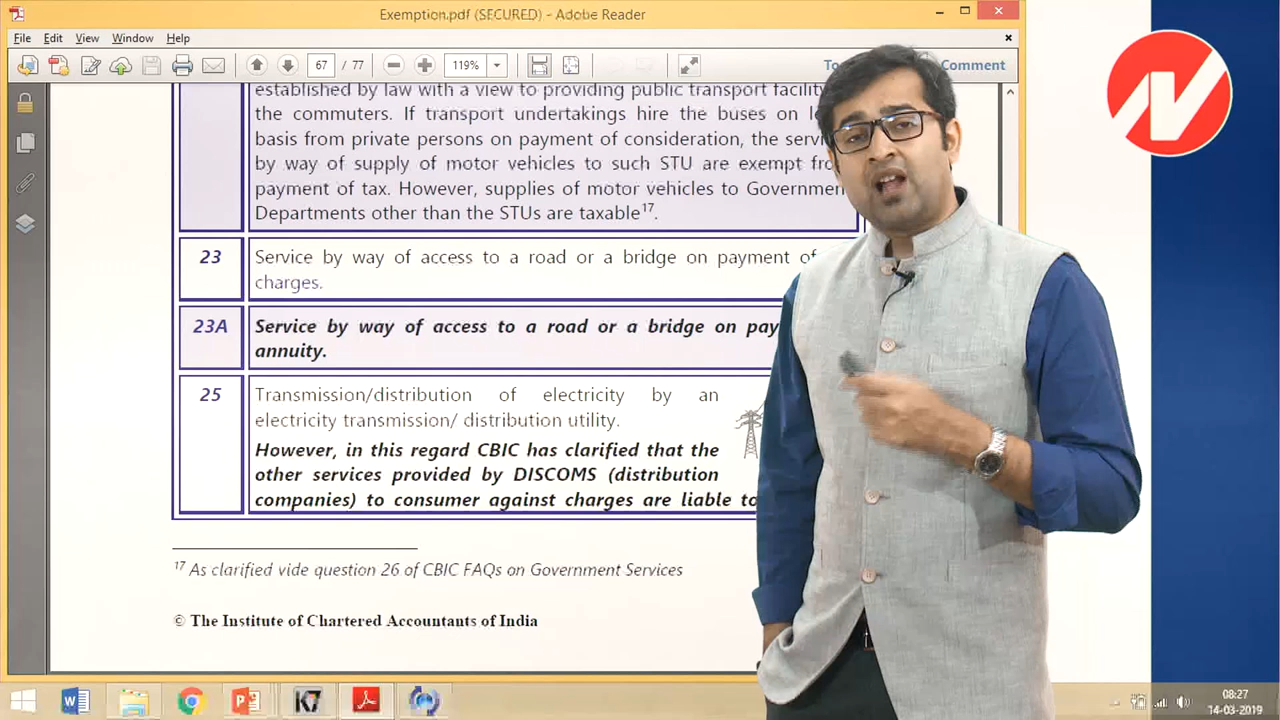 Exemption.pdf (SECURED) - Adobe Reader
File Edit View Window Help
67 / 77 119% Comment
established by law with a view to providing public transport facility
the commuters. If transport undertakings hire the buses on
basis from private persons on payment of consideration, the
by way of supply of motor vehicles to such STU are exempt
payment of tax. However, supplies of motor vehicles to
Departments other than the STUs are taxable17.
23 Service by way of access to a road or a bridge on payment of
charges.
23A Service by way of access to a road or a bridge on
annuity.
25 Transmission/distribution of electricity by an
electricity transmission/ distribution utility.
However, in this regard CBIC has clarified that the
other services provided by DISCOMS (distribution
companies) to consumer against charges are liable
17 As clarified vide question 26 of CBIC FAQs on Government Services
© The Institute of Chartered Accountants of India
08:27
14-03-2019